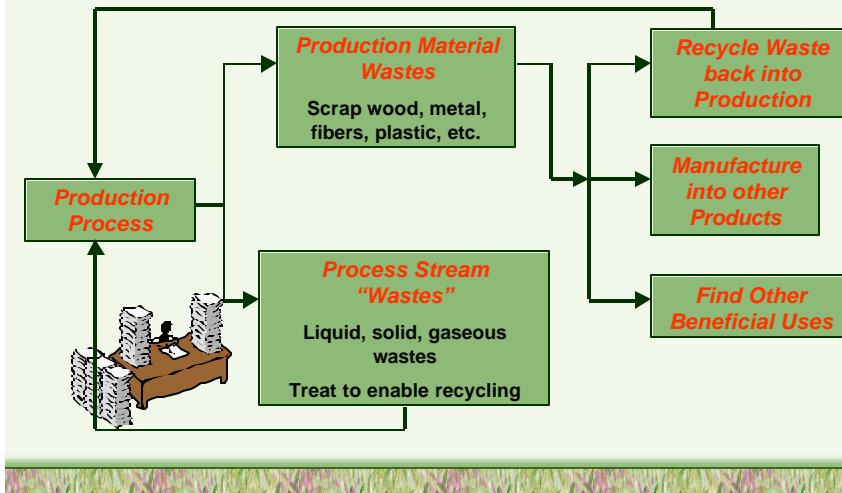 Production Material
Wastes
Scrap wood, metal,
fibers, plastic, etc.
Recycle Waste
back into
Production
Production
Process
Manufacture
into other
Products
Process Stream
“Wastes”
Liquid, solid, gaseous
wastes
Treat to enable recycling
Find Other
Beneficial Uses